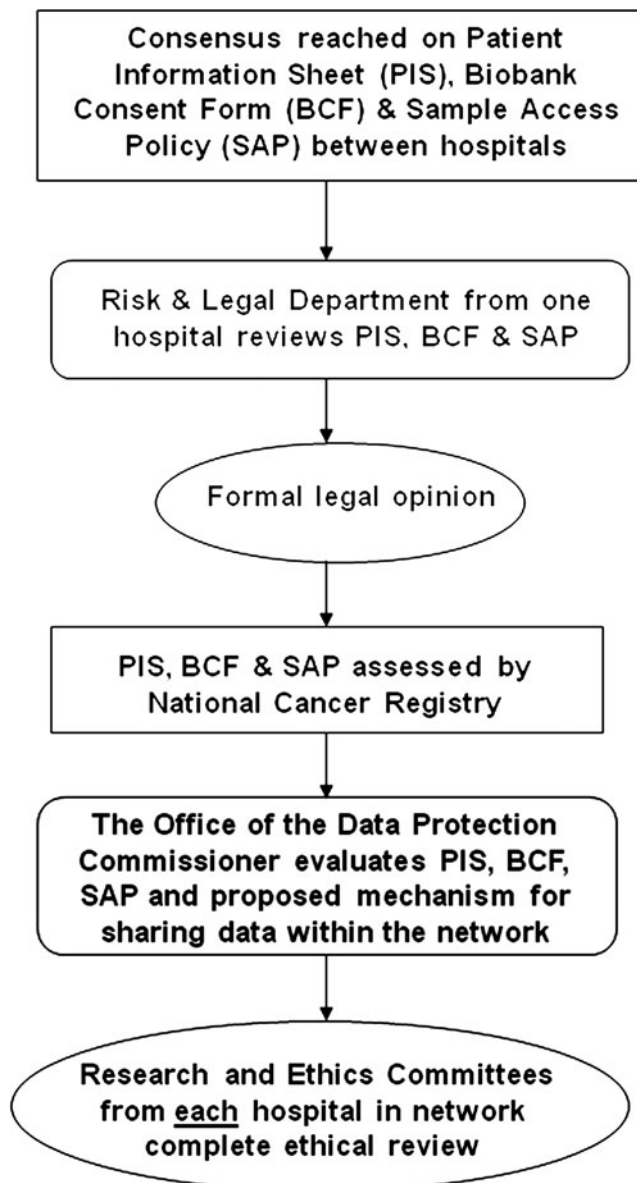 Consensus reached on Patient
Information Sheet (PIS), Biobank
Consent Form (BCF) & Sample Access
Policy (SAP) between hospitals
Risk & Legal Department from one
hospital reviews PIS, BCF & SAP
Formal legal opinion
PIS, BCF & SAP assessed by
National Cancer Registry
The Office of the Data Protection
Commissioner evaluates PIS, BCF,
SAP and proposed mechanism for
sharing data within the network
Research and Ethics Committees
from each hospital in network
complete ethical review